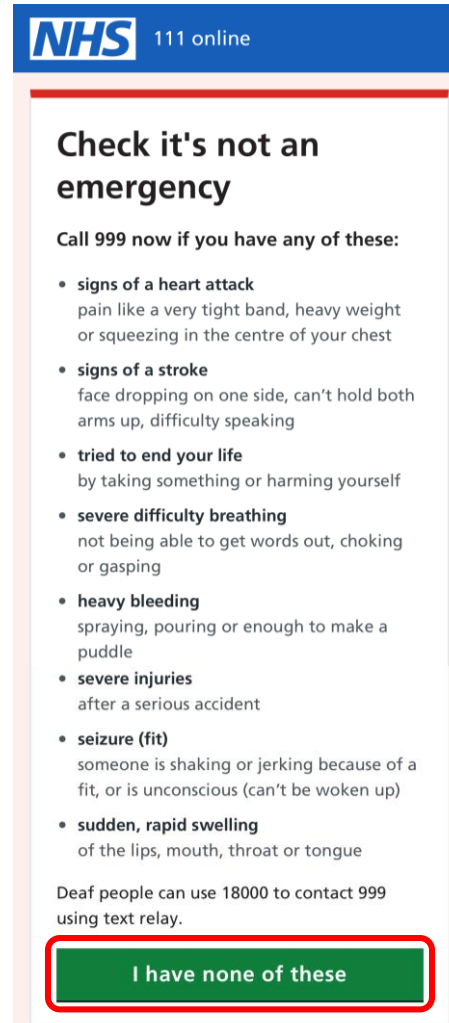 NHS 111 online
Check it's not an
emergency
Call 999 now if you have any of these:
• signs of a heart attack
pain like a very tight band, heavy weight
or squeezing in the centre of your chest
• signs of a stroke
face dropping on one side, can't hold both
arms up, difficulty speaking
• tried to end your life
by taking something or harming yourself
• severe difficulty breathing
not being able to get words out, choking
or gasping
• heavy bleeding
spraying, pouring or enough to make a
puddle
• severe injuries
after a serious accident
• seizure (fit)
someone is shaking or jerking because of a
fit, or is unconscious (can't be woken up)
• sudden, rapid swelling
of the lips, mouth, throat or tongue
Deaf people can use 18000 to contact 999
using text relay.
I have none of these